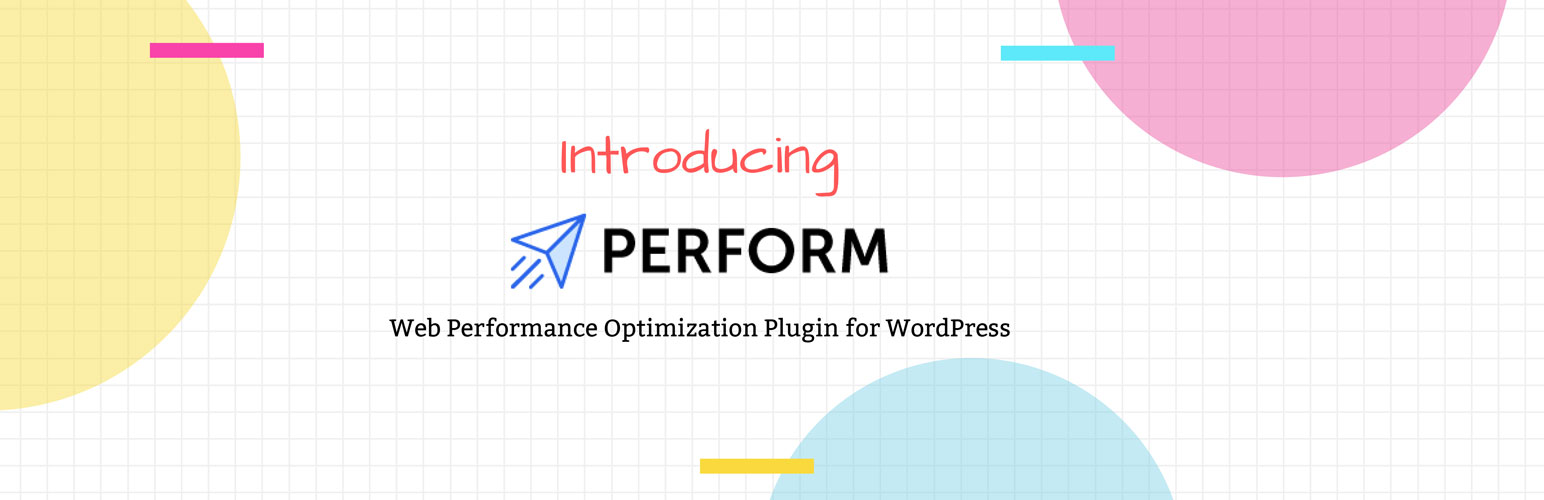 Introducing
PERFORM
Web Performance Optimization Plugin for WordPress